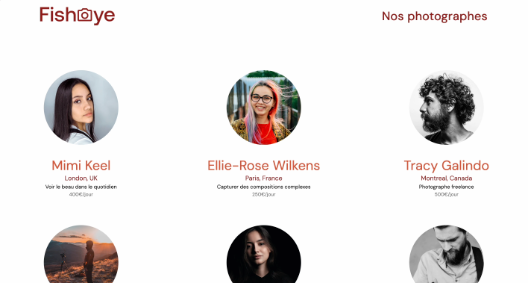 FishEye
Nos photographes
Mimi Keel
London, UK
Voir le beau dans le quotidien
400€/jour
Ellie-Rose Wilkens
Paris, France
Capturer des compositions complexes
250€/jour
Tracy Galindo
Montreal, Canada
Photographe freelance
500€/jour